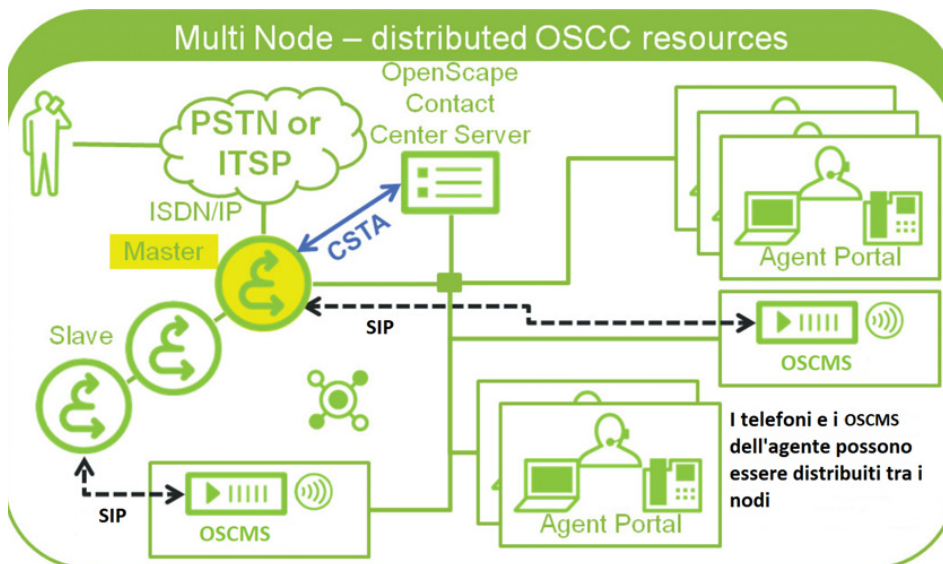 Multi Node – distributed OSCC resources
OpenScape
Contact
Center Server
PSTN or
ITSP
ISDN/IP
Master
CSTA
Agent Portal
SIP
Slave
OSCMS
I telefoni e i OSCMS
dell'agente possono
essere distribuiti tra i
nodi
SIP
OSCMS
Agent Portal